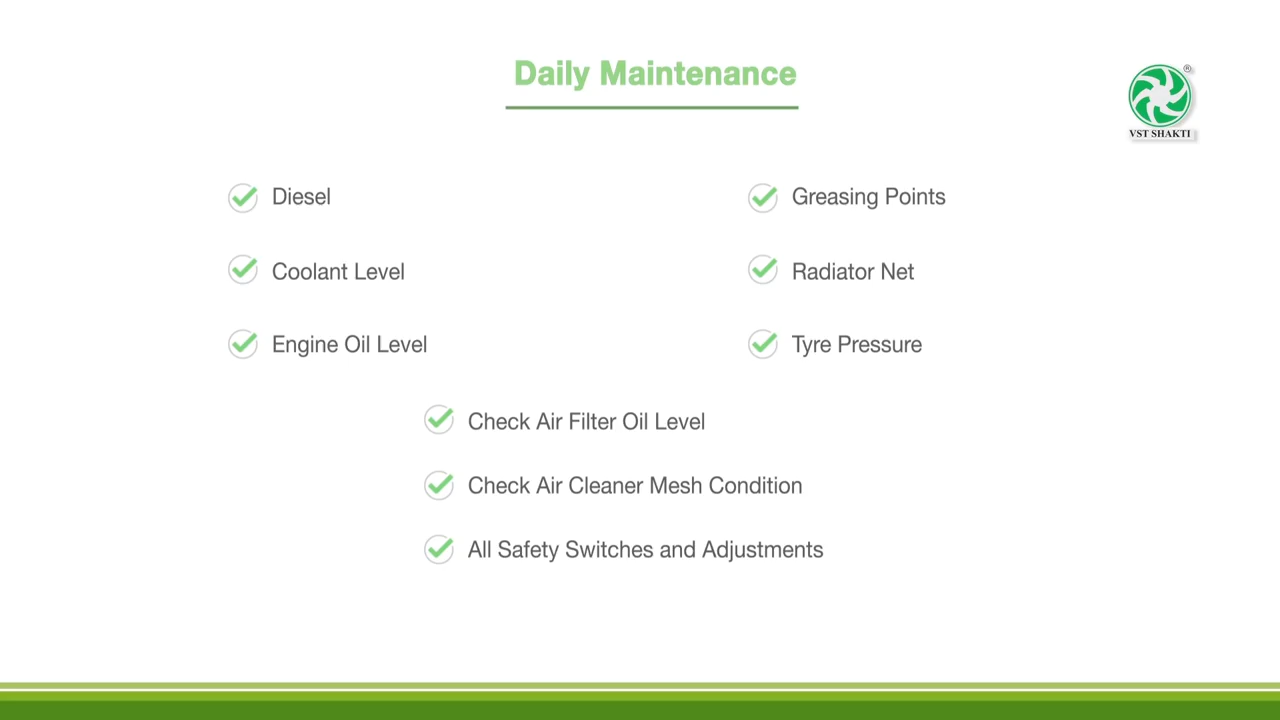 Daily Maintenance
®
VST SHAKTI
Diesel
Greasing Points
Coolant Level
Radiator Net
Engine Oil Level
Tyre Pressure
Check Air Filter Oil Level
Check Air Cleaner Mesh Condition
All Safety Switches and Adjustments